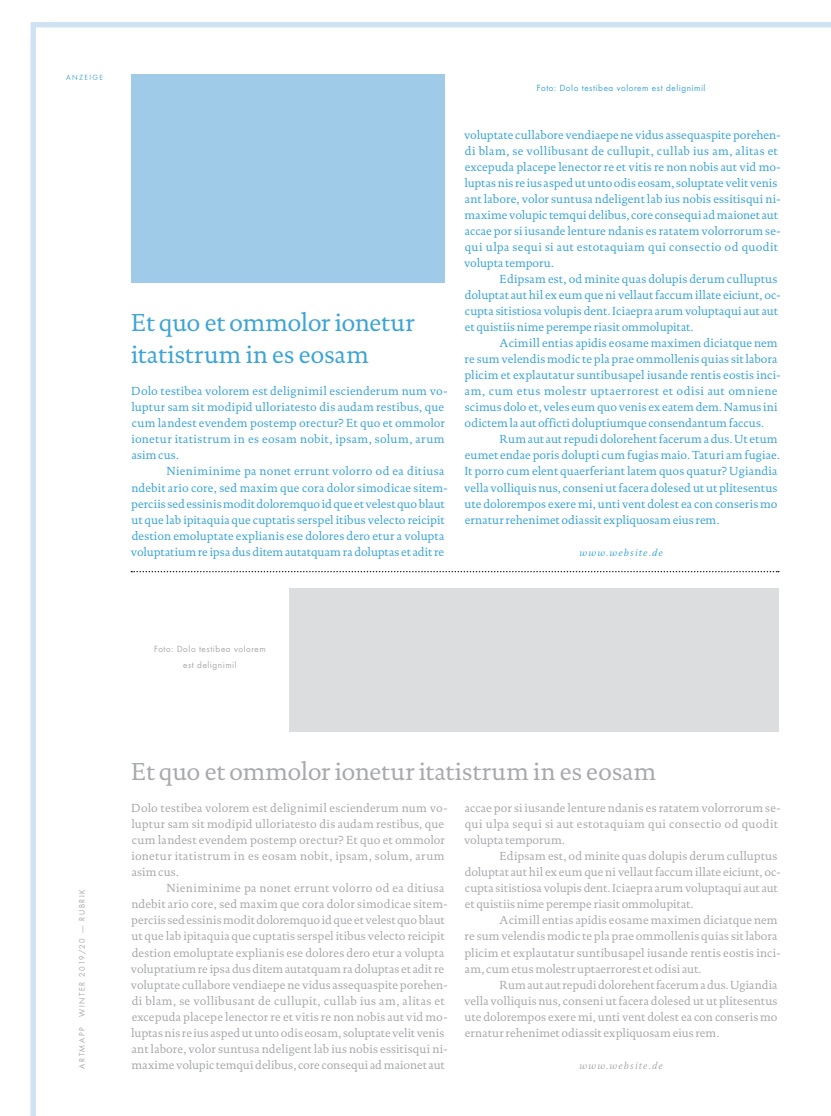 ANZEIGE
Foto: Dolo testibea volorem est delignimil
Et quo et ommolor ionetur
itatistrum in es eosam
Dolo testibea volorem est delignimil escienderum num vo-
luptur sam sit modipid ulloriatesto dis audam restibus, que
cum landest evendem postemp orectur? Et quo et ommolor
ionetur itatistrum in es eosam nobit, ipsam, solum, arum
asim cus.
Nieniminime pa nonet errunt volorro od ea ditiusa
ndebit ario core, sed maxim que cora dolor simodicae sitem-
perciis sed essinis modit doloremquo id que et velest quo blaut
ut que lab ipitaquia que cuptatis serspel itibus velecto reicipit
destion emoluptate explianis ese dolores dero etur a volupta
voluptatium re ipsa dus ditem autatquam ra doluptas et adit re
voluptate cullabore vendiaepe ne vidus assequaspite porehen-
di blam, se vollibusant de cullupit, cullab ius am, alitas et
excepuda placepe lenector re et vitis re non nobis aut vid mo-
luptas nis re ius asped ut unto odis eosam, soluptate velit venis
ant labore, volor suntusa ndeligent lab ius nobis essitisqui ni-
maxime volupic temqui delibus, core consequi ad maionet aut
accae por si iusande lenture ndanis es ratatem volorrorum se-
qui ulpa sequi si aut estotaquiam qui consectio od quodit
volupta temporu.
Edipsam est, od minite quas dolupis derum culluptus
doluptat aut hil ex eum que ni vellaut faccum illate eiciunt, oc-
cupta sitistiosa volupis dent. Iciaepra arum voluptaqui aut aut
et quistiis nime perempe riasit ommolupitat.
Acimill entias apidis eosame maximen diciatque nem
re sum velendis modic te pla prae ommollenis quias sit labora
plicim et explautatur suntibusapel iusande rentis eostis inci-
am, cum etus molestr uptaerrorest et odisi aut omniene
scimus dolo et, veles eum quo venis ex eatem dem. Namus ini
odictem la aut officti doluptiumque consendantum faccus.
Rum aut aut repudi dolorehent facerum a dus. Ut etum
eumet endae poris dolupti cum fugias maio. Taturi am fugiae.
It porro cum elent quaerferiant latem quos quatur? Ugiandia
vella volliquis nus, conseni ut facera dolesed ut ut plitesentus
ute dolorempos exere mi, unti vent dolest ea con conseris mo
ernatur rehenimet odiassit expliquosam eius rem.
www.website.de
Foto: Dolo testibea volorem
est delignimil
Et quo et ommolor ionetur itatistrum in es eosam
Dolo testibea volorem est delignimil escienderum num vo-
luptur sam sit modipid ulloriatesto dis audam restibus, que
cum landest evendem postemp orectur? Et quo et ommolor
ionetur itatistrum in es eosam nobit, ipsam, solum, arum
asim cus.
Nieniminime pa nonet errunt volorro od ea ditiusa
ndebit ario core, sed maxim que cora dolor simodicae sitem-
perciis sed essinis modit doloremquo id que et velest quo blaut
ut que lab ipitaquia que cuptatis serspel itibus velecto reicipit
destion emoluptate explianis ese dolores dero etur a volupta
voluptatium re ipsa dus ditem autatquam ra doluptas et adit re
voluptate cullabore vendiaepe ne vidus assequaspite porehen-
di blam, se vollibusant de cullupit, cullab ius am, alitas et
excepuda placepe lenector re et vitis re non nobis aut vid mo-
luptas nis re ius asped ut unto odis eosam, soluptate velit venis
ant labore, volor suntusa ndeligent lab ius nobis essitisqui ni-
maxime volupic temqui delibus, core consequi ad maionet aut
accae por si iusande lenture ndanis es ratatem volorrorum se-
qui ulpa sequi si aut estotaquiam qui consectio od quodit
volupta temporum.
Edipsam est, od minite quas dolupis derum culluptus
doluptat aut hil ex eum que ni vellaut faccum illate eiciunt, oc-
cupta sitistiosa volupis dent. Iciaepra arum voluptaqui aut aut
et quistiis nime perempe riasit ommolupitat.
Acimill entias apidis eosame maximen diciatque nem
re sum velendis modic te pla prae ommollenis quias sit labora
plicim et explautatur suntibusapel iusande rentis eostis inci-
am, cum etus molestr uptaerrorest et odisi aut.
Rum aut aut repudi dolorehent facerum a dus. Ugiandia
vella volliquis nus, conseni ut facera dolesed ut ut plitesentus
ute dolorempos exere mi, unti vent dolest ea con conseris mo
ernatur rehenimet odiassit expliquosam eius rem.
www.website.de
ARTMAPP WINTER 2019/20 — RUBRIK